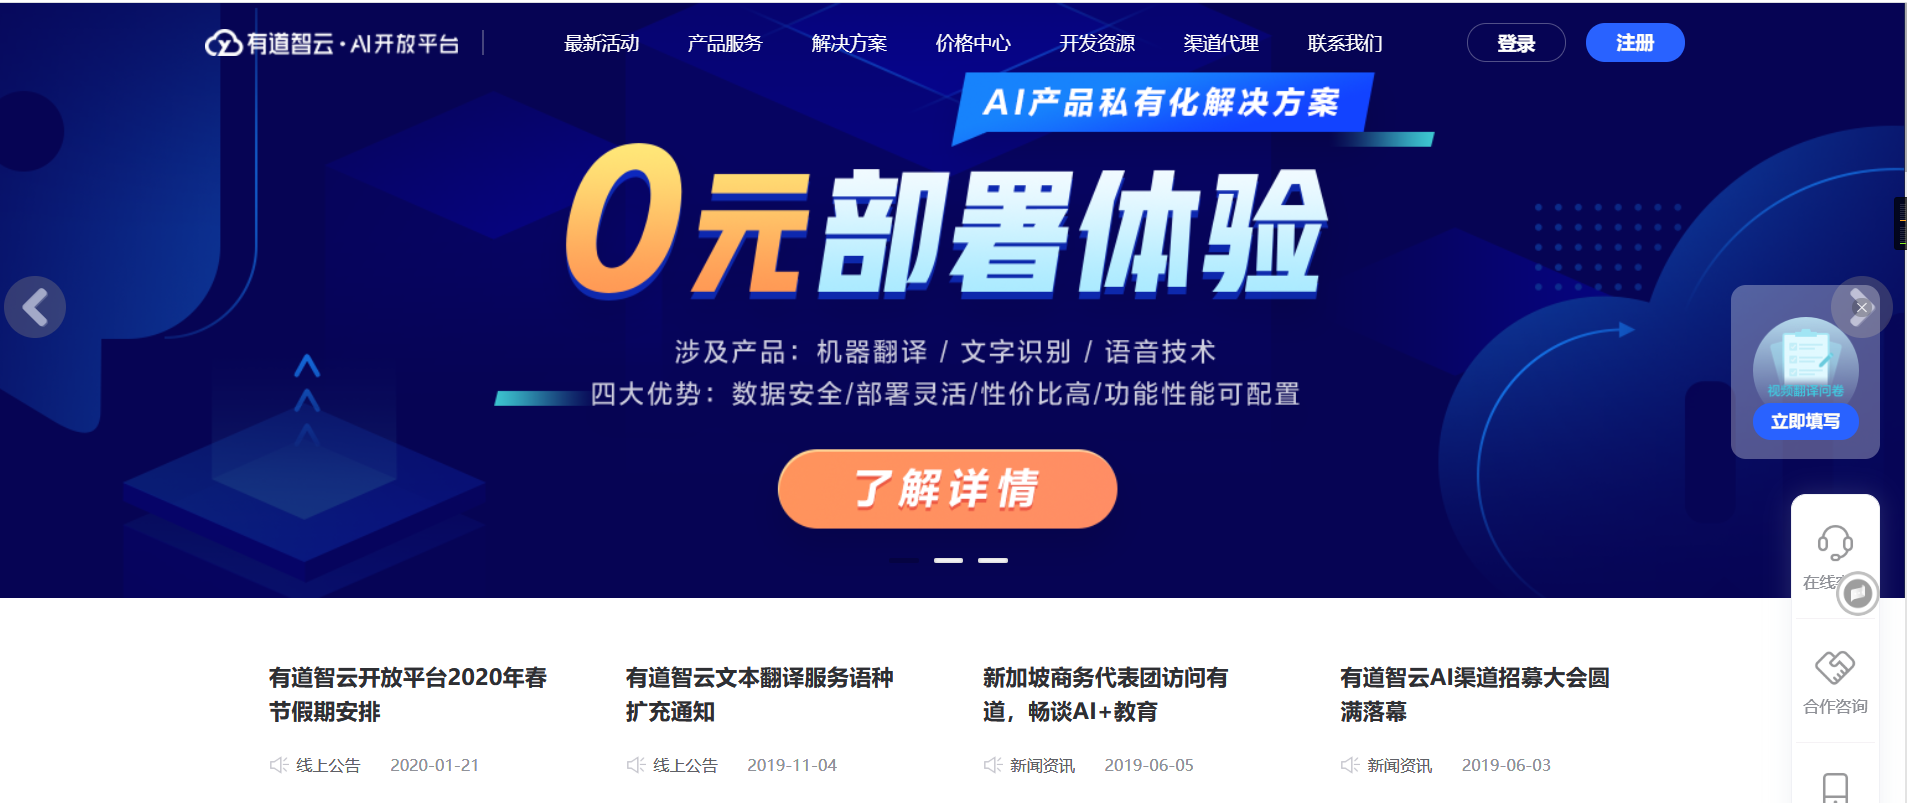 有道智云·AI开放平台
最新活动 产品服务 解决方案 价格中心 开发资源 渠道代理 联系我们 登录 注册
AI产品私有化解决方案
0元部署体验
涉及产品：机器翻译 / 文字识别 / 语音技术
四大优势：数据安全/部署灵活/性价比高/功能性能可配置
了解详情
视频翻译问卷
立即填写
在线
合作咨询
有道智云开放平台2020年春
节假期安排
线上公告 2020-01-21
有道智云文本翻译服务语种
扩充通知
线上公告 2019-11-04
新加坡商务代表团访问有
道，畅谈AI+教育
新闻资讯 2019-06-05
有道智云AI渠道招募大会圆
满落幕
新闻资讯 2019-06-03